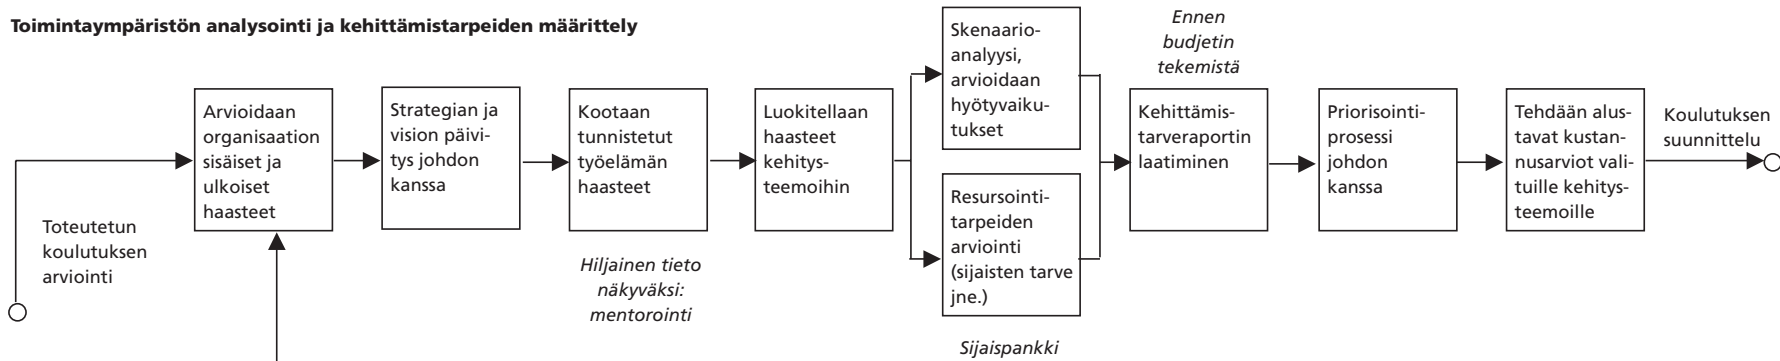 Toimintaympäristön analysointi ja kehittämistarpeiden määrittely
Toteutetun
koulutuksen
arviointi
Arvioidaan
organisaation
sisäiset ja
ulkoiset
haasteet
Strategian ja
vision päivi-
tys johdon
kanssa
Kootaan
tunnistetut
työelämän
haasteet
Hiljainen tieto
näkyväksi:
mentorointi
Luokitellaan
haasteet
kehitys-
teemoihin
Skenaario-
analyysi,
arvioidaan
hyötyvaiku-
tukset
Resursointi-
tarpeiden
arviointi
(sijaisten tarve
jne.)
Sijaispankki
Ennen
budjetin
tekemistä
Kehittämis-
tarveraportin
laatiminen
Priorisointi-
prosessi
johdon
kanssa
Tehdään alus-
tavat kustan-
nusarviot vali-
tuille kehitys-
teemoille
Koulutuksen
suunnittelu